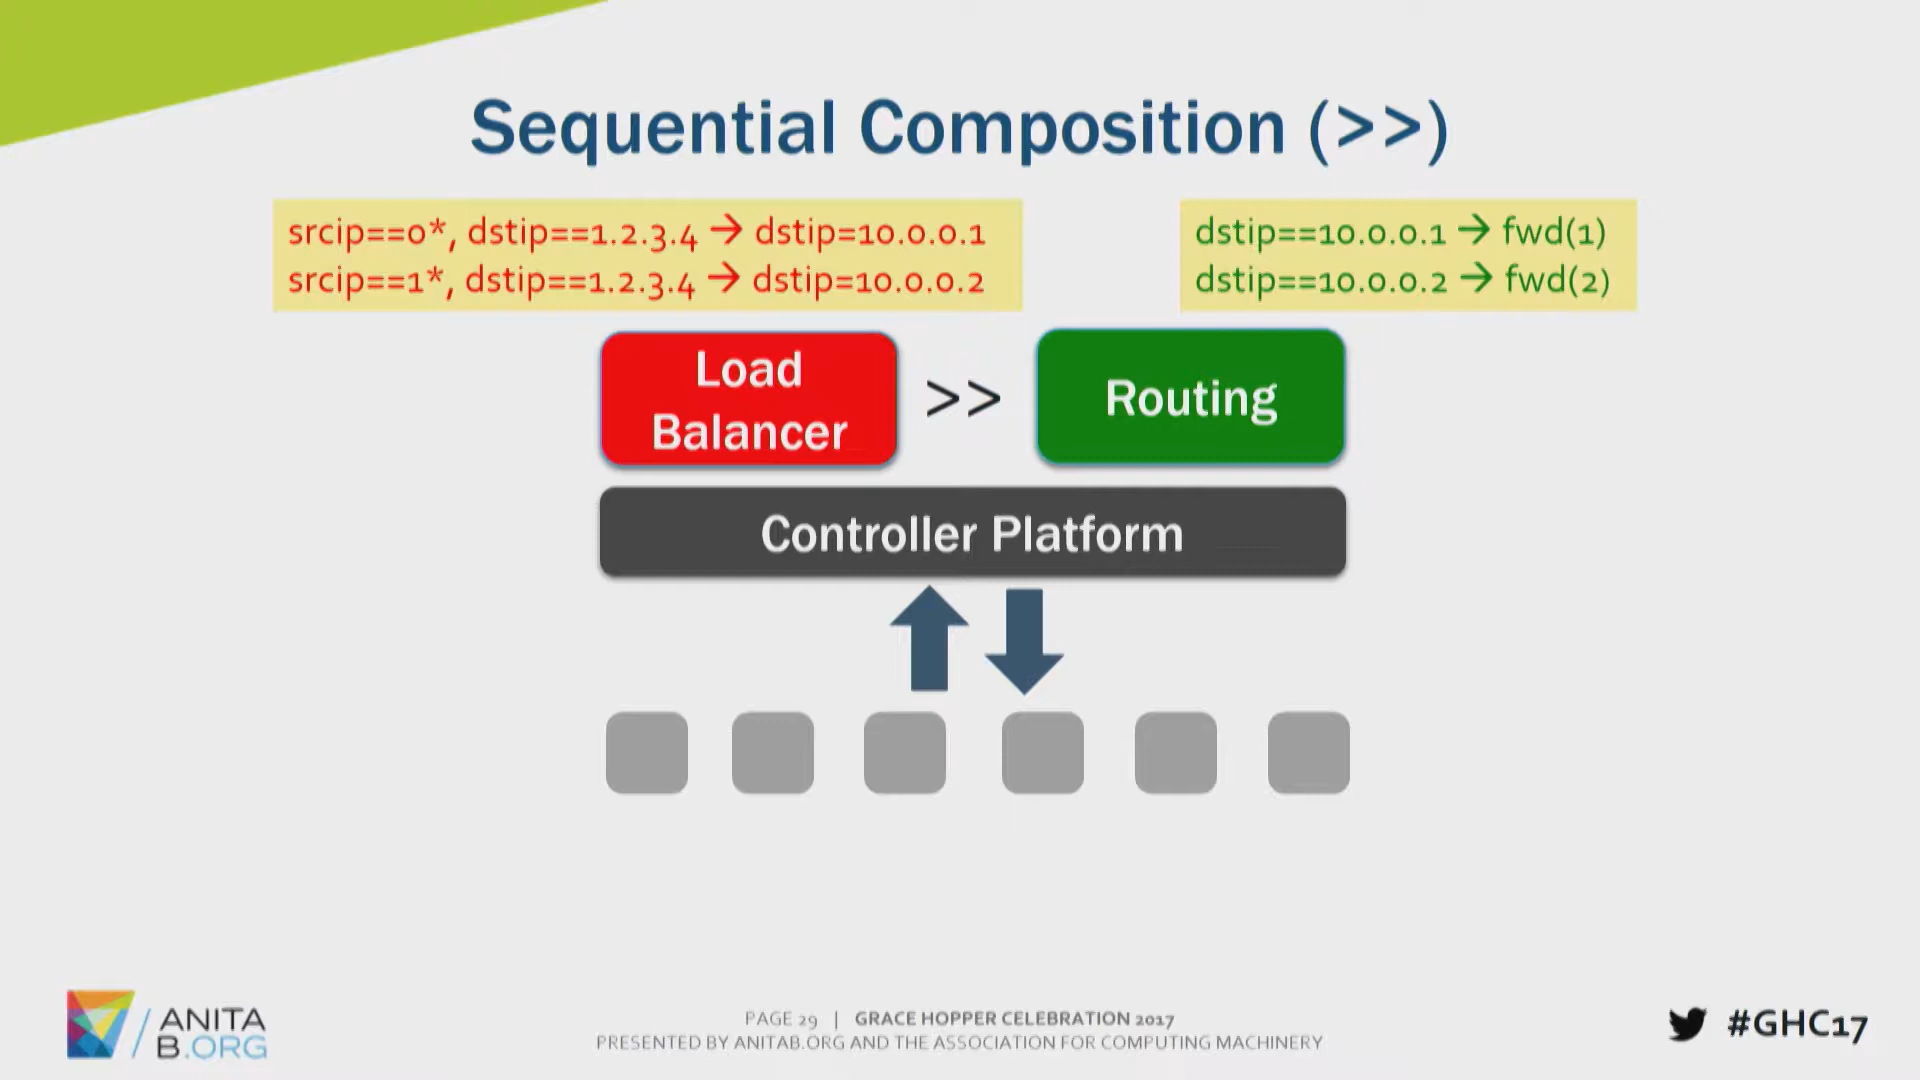 Sequential Composition (>>)
srcip==0*, dstip==1.2.3.4 → dstip=10.0.0.1
srcip==1*, dstip==1.2.3.4 → dstip=10.0.0.2
dstip==10.0.0.1 → fwd(1)
dstip==10.0.0.2 → fwd(2)
Load
Balancer
>>
Routing
Controller Platform
ANITA
B.ORG
PAGE 29 | GRACE HOPPER CELEBRATION 2017
PRESENTED BY ANITAB.ORG AND THE ASSOCIATION FOR COMPUTING MACHINERY
#GHC17